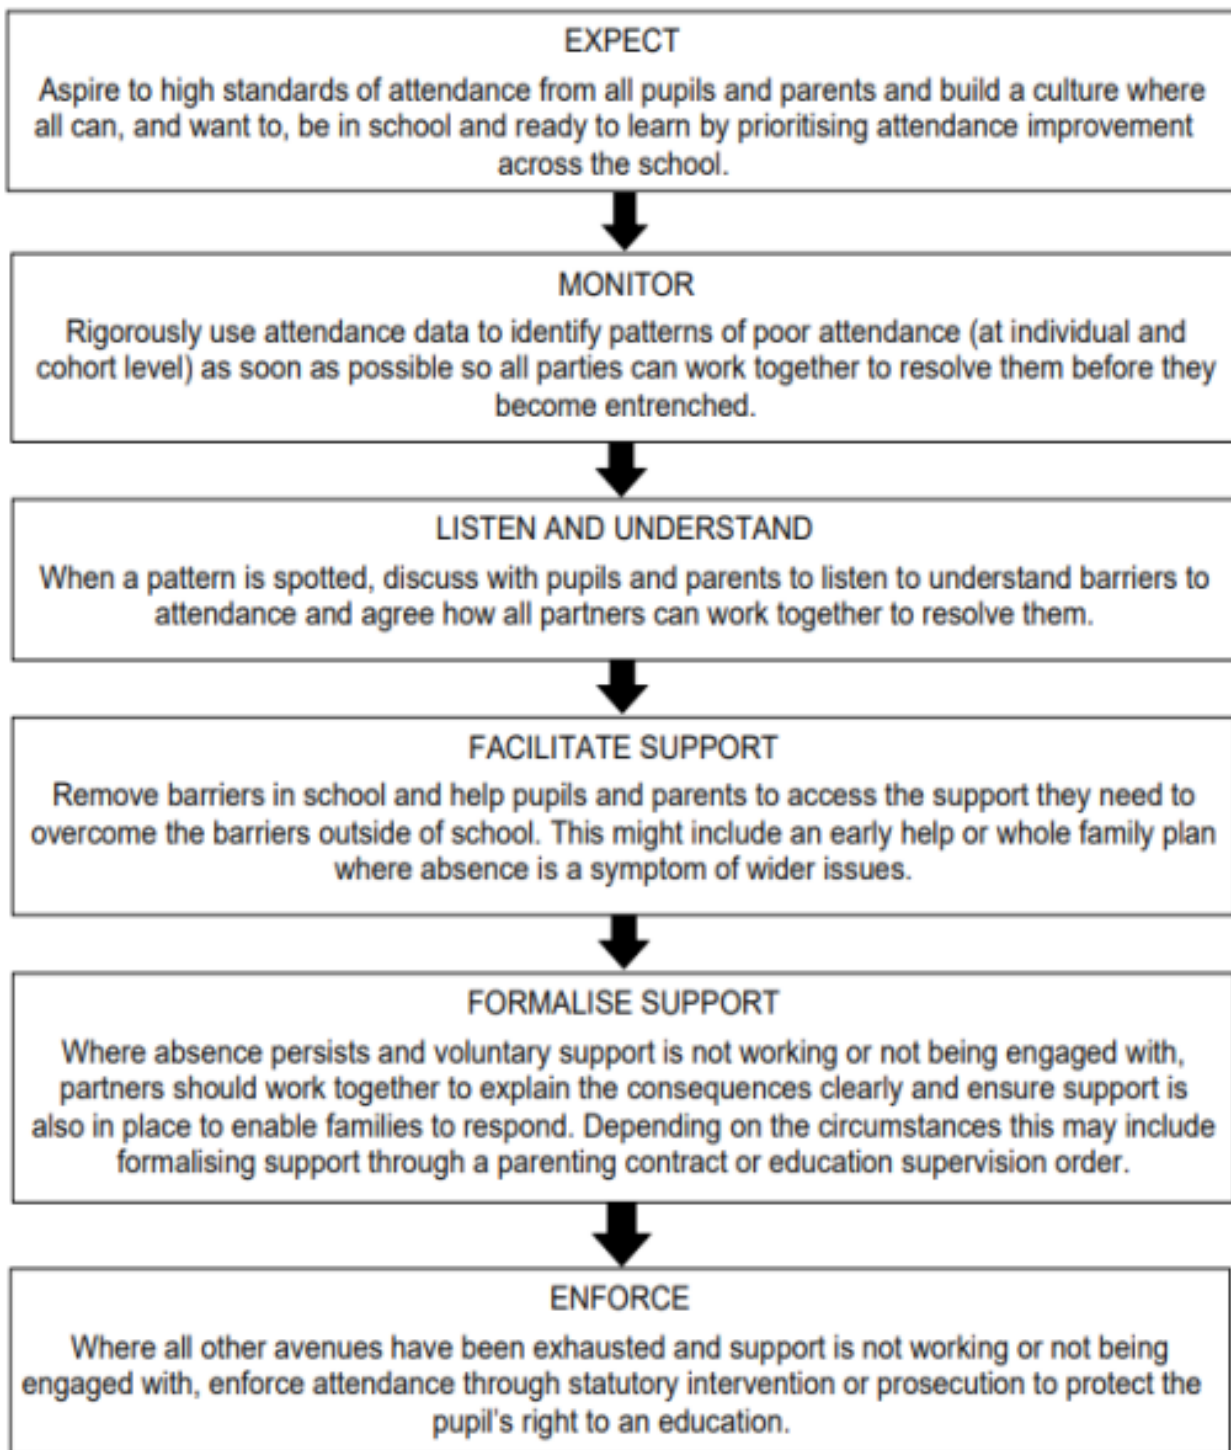 EXPECT
Aspire to high standards of attendance from all pupils and parents and build a culture where
all can, and want to, be in school and ready to learn by prioritising attendance improvement
across the school.
MONITOR
Rigorously use attendance data to identify patterns of poor attendance (at individual and
cohort level) as soon as possible so all parties can work together to resolve them before they
become entrenched.
LISTEN AND UNDERSTAND
When a pattern is spotted, discuss with pupils and parents to listen to understand barriers to
attendance and agree how all partners can work together to resolve them.
FACILITATE SUPPORT
Remove barriers in school and help pupils and parents to access the support they need to
overcome the barriers outside of school. This might include an early help or whole family plan
where absence is a symptom of wider issues.
FORMALISE SUPPORT
Where absence persists and voluntary support is not working or not being engaged with,
partners should work together to explain the consequences clearly and ensure support is
also in place to enable families to respond. Depending on the circumstances this may include
formalising support through a parenting contract or education supervision order.
ENFORCE
Where all other avenues have been exhausted and support is not working or not being
engaged with, enforce attendance through statutory intervention or prosecution to protect the
pupil's right to an education.